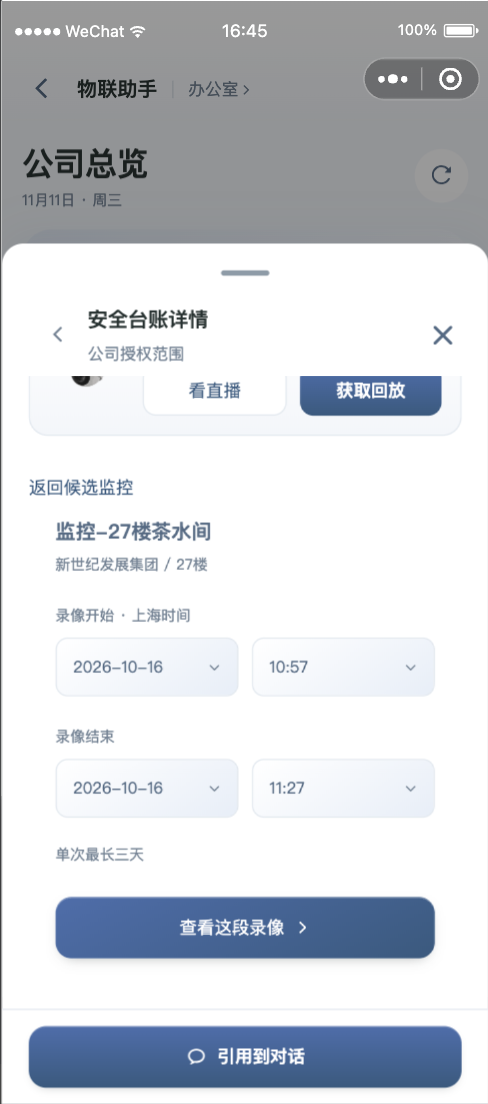 WeChat 16:45 100%
物联助手 办公室
公司总览
11月11日 · 周三
安全台账详情
公司授权范围
看直播 获取回放
返回候选监控
监控-27楼茶水间
新世纪发展集团 / 27楼
录像开始 · 上海时间
2026-10-16 10:57
录像结束
2026-10-16 11:27
单次最长三天
查看这段录像
引用到对话